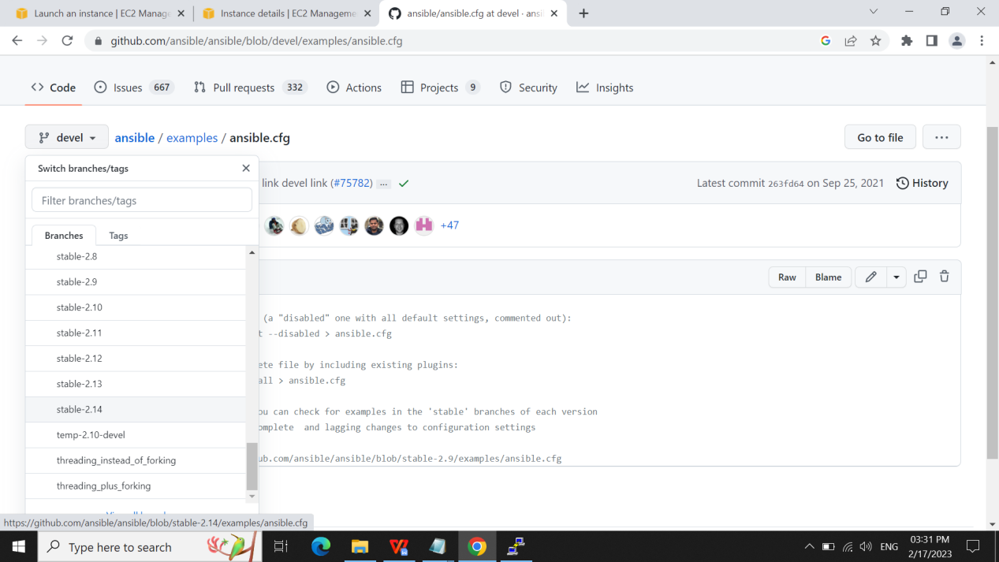 Launch an instance | EC2 Manage
Instance details | EC2 Manageme
ansible/ansible.cfg at devel · ansi
github.com/ansible/ansible/blob/devel/examples/ansible.cfg
Code
Issues 667
Pull requests 332
Actions
Projects 9
Security
Insights
devel
ansible / examples / ansible.cfg
Go to file
Switch branches/tags
link devel link (#75782) ...
Latest commit 263fd64 on Sep 25, 2021
History
Filter branches/tags
+47
Branches
Tags
stable-2.8
stable-2.9
stable-2.10
stable-2.11
stable-2.12
stable-2.13
stable-2.14
temp-2.10-devel
threading_instead_of_forking
threading_plus_forking
Raw
Blame
(a "disabled" one with all default settings, commented out):
t --disabled > ansible.cfg
ete file by including existing plugins:
all > ansible.cfg
ou can check for examples in the 'stable' branches of each version
omplete  and lagging changes to configuration settings
ub.com/ansible/ansible/blob/stable-2.9/examples/ansible.cfg
https://github.com/ansible/ansible/blob/stable-2.14/examples/ansible.cfg
Type here to search
ENG
03:31 PM
2/17/2023